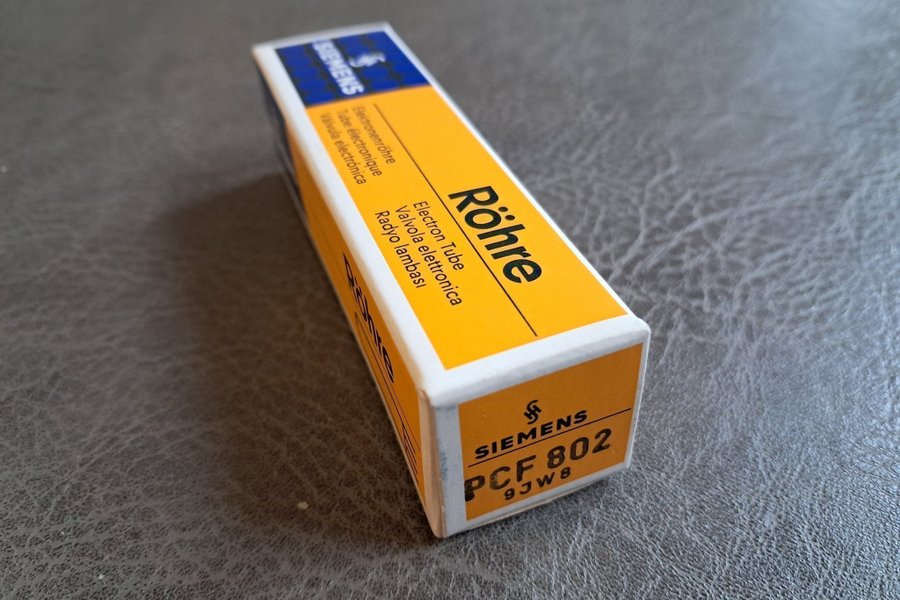 SIEMENS
Elektronenröhre
Tube électronique
Válvula electrónica
Röhre
Electron Tube
Valvola elettronica
Radyo lambası
Röhre
SIEMENS
PCF 802
9JW8